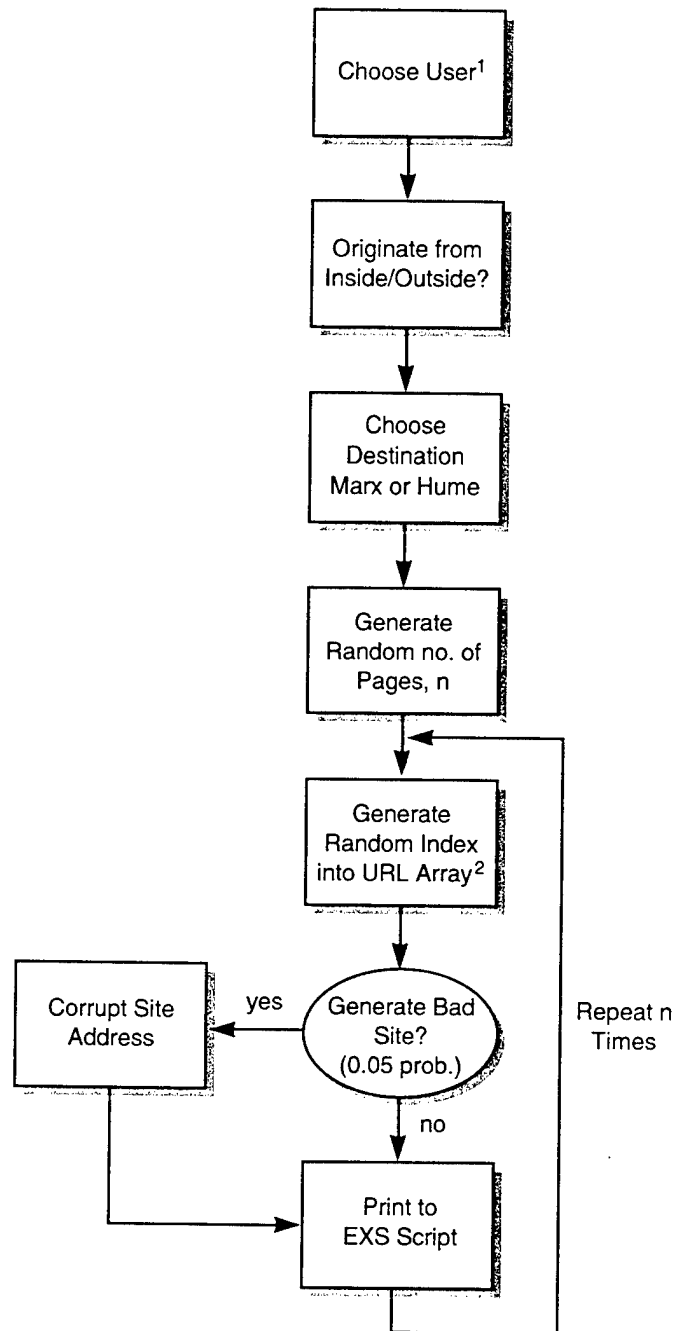 Choose User¹
Originate from
Inside/Outside?
Choose
Destination
Marx or Hume
Generate
Random no. of
Pages, n
Generate
Random Index
into URL Array²
Generate Bad
Site?
(0.05 prob.)
yes
Corrupt Site
Address
no
Repeat n
Times
Print to
EXS Script